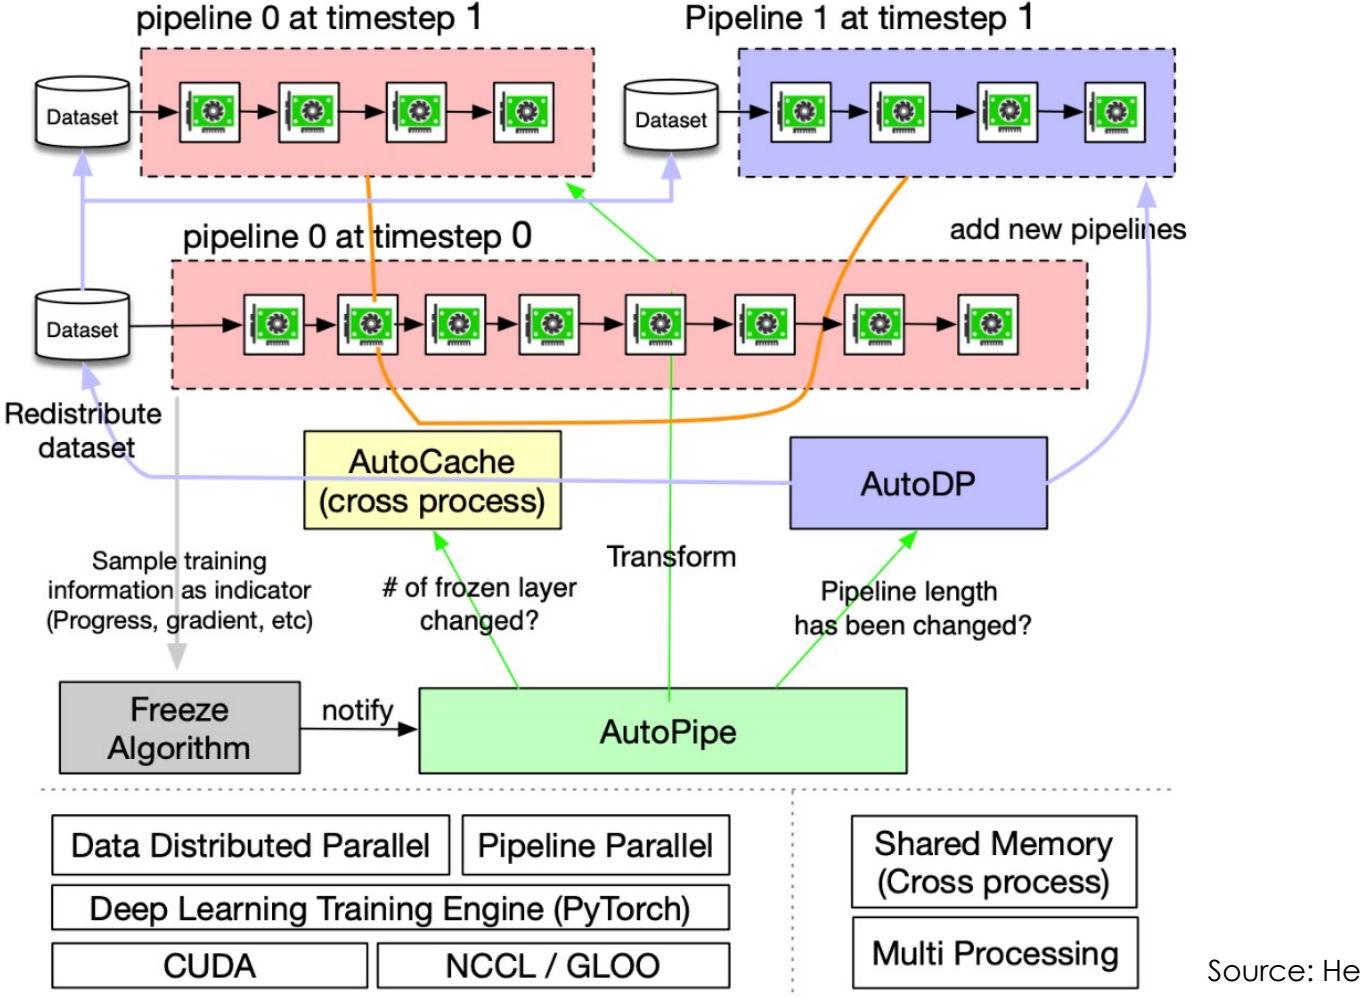 pipeline 0 at timestep 1
Pipeline 1 at timestep 1
Dataset
Dataset
pipeline 0 at timestep 0
add new pipelines
Dataset
Redistribute
dataset
AutoCache
(cross process)
AutoDP
Sample training
information as indicator
(Progress, gradient, etc)
# of frozen layer
changed?
Transform
Pipeline length
has been changed?
Freeze
Algorithm
notify
AutoPipe
Data Distributed Parallel
Pipeline Parallel
Deep Learning Training Engine (PyTorch)
CUDA
NCCL / GLOO
Shared Memory
(Cross process)
Multi Processing
Source: He